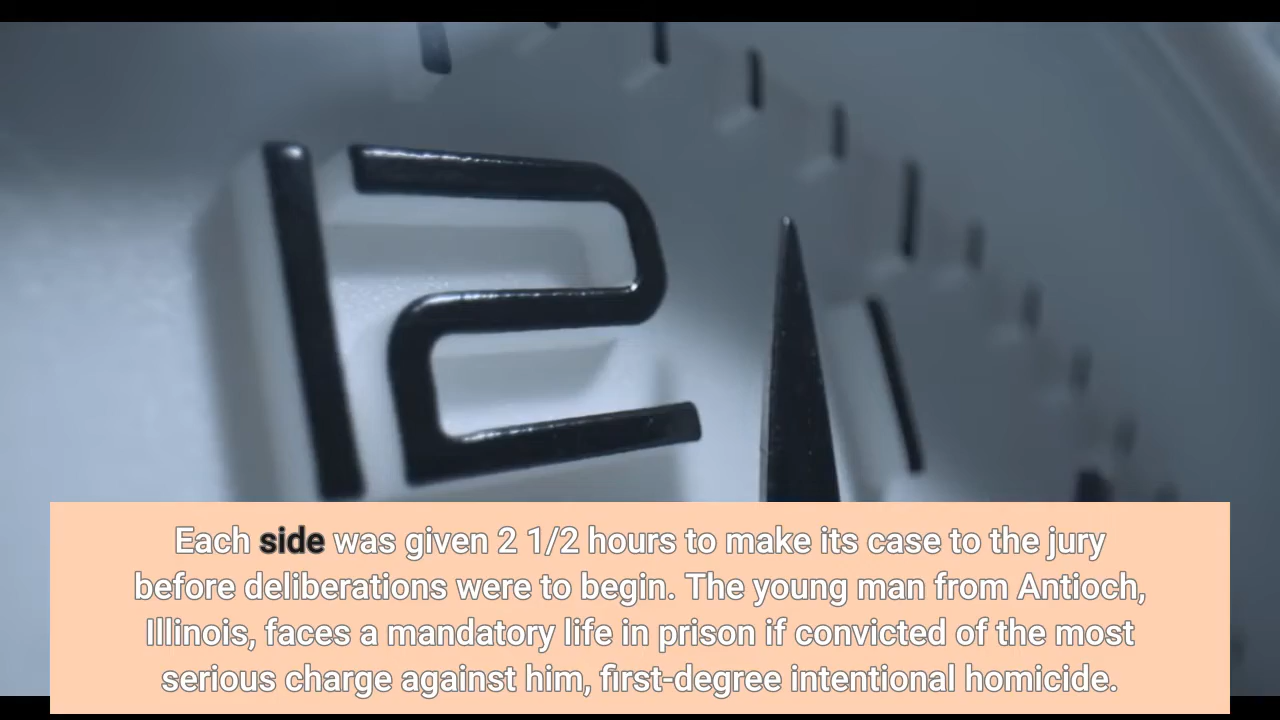 12
Each side was given 2 1/2 hours to make its case to the jury
before deliberations were to begin. The young man from Antioch,
Illinois, faces a mandatory life in prison if convicted of the most
serious charge against him, first-degree intentional homicide.